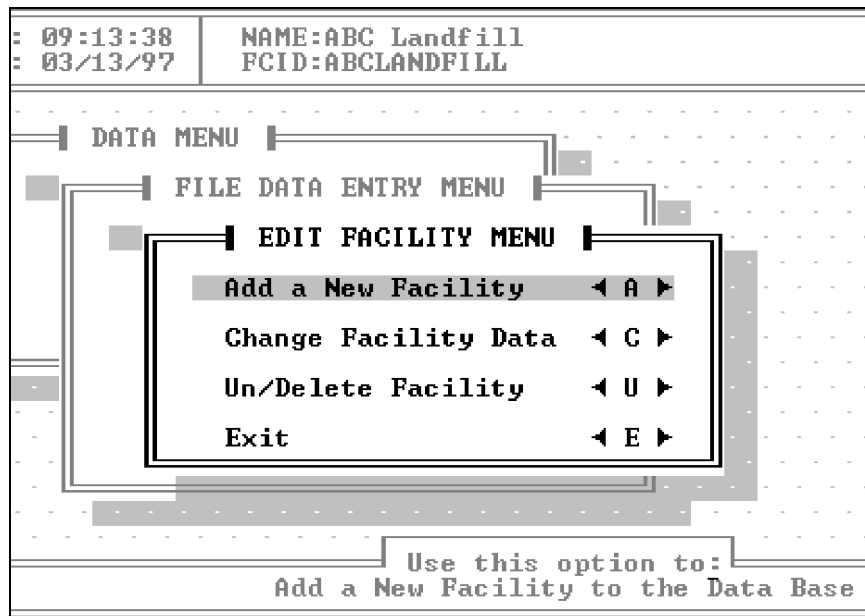 : 09:13:38 NAME:ABC Landfill
: 03/13/97 FCID:ABCLANDFILL
DATA MENU
FILE DATA ENTRY MENU
EDIT FACILITY MENU
Add a New Facility ◄ A ►
Change Facility Data ◄ C ►
Un/Delete Facility ◄ U ►
Exit ◄ E ►
Use this option to:
Add a New Facility to the Data Base